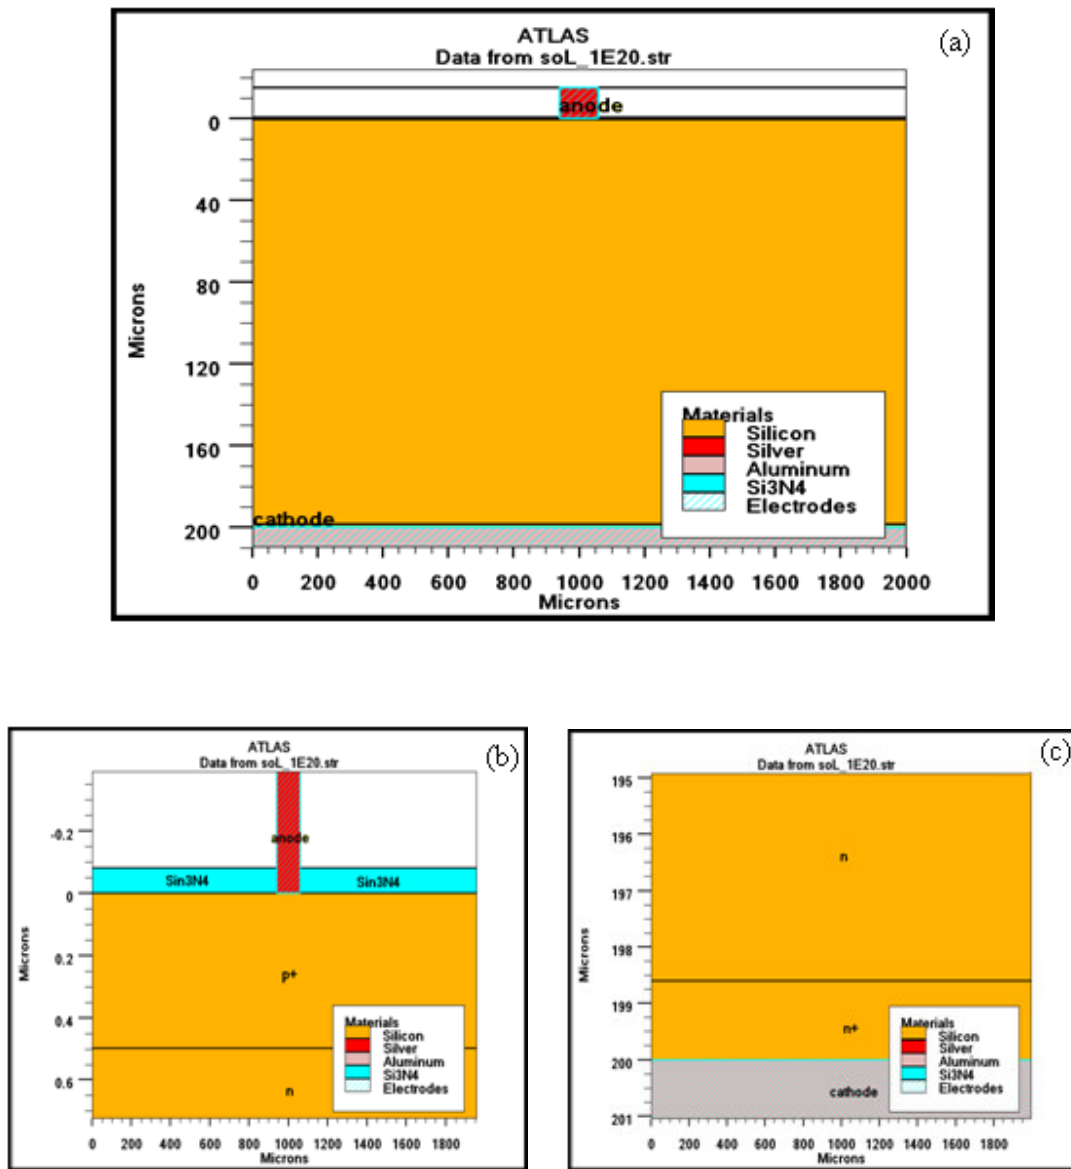 ATLAS
Data from soL_1E20.str
(a)
anode
0
40
80
120
160
200
Microns
Materials
Silicon
Silver
Aluminum
Si3N4
Electrodes
cathode
0 200 400 600 800 1000 1200 1400 1600 1800 2000
Microns
ATLAS
Data from soL_1E20.str
(b)
anode
Sin3N4 Sin3N4
-0.2
0
0.2
0.4
0.6
Microns
p+
n
Materials
Silicon
Silver
Aluminum
Si3N4
Electrodes
0 200 400 600 800 1000 1200 1400 1600 1800
Microns
ATLAS
Data from soL_1E20.str
(c)
195
196
197
198
199
200
201
Microns
n
n+
cathode
Materials
Silicon
Silver
Aluminum
Si3N4
Electrodes
0 200 400 600 800 1000 1200 1400 1600 1800
Microns